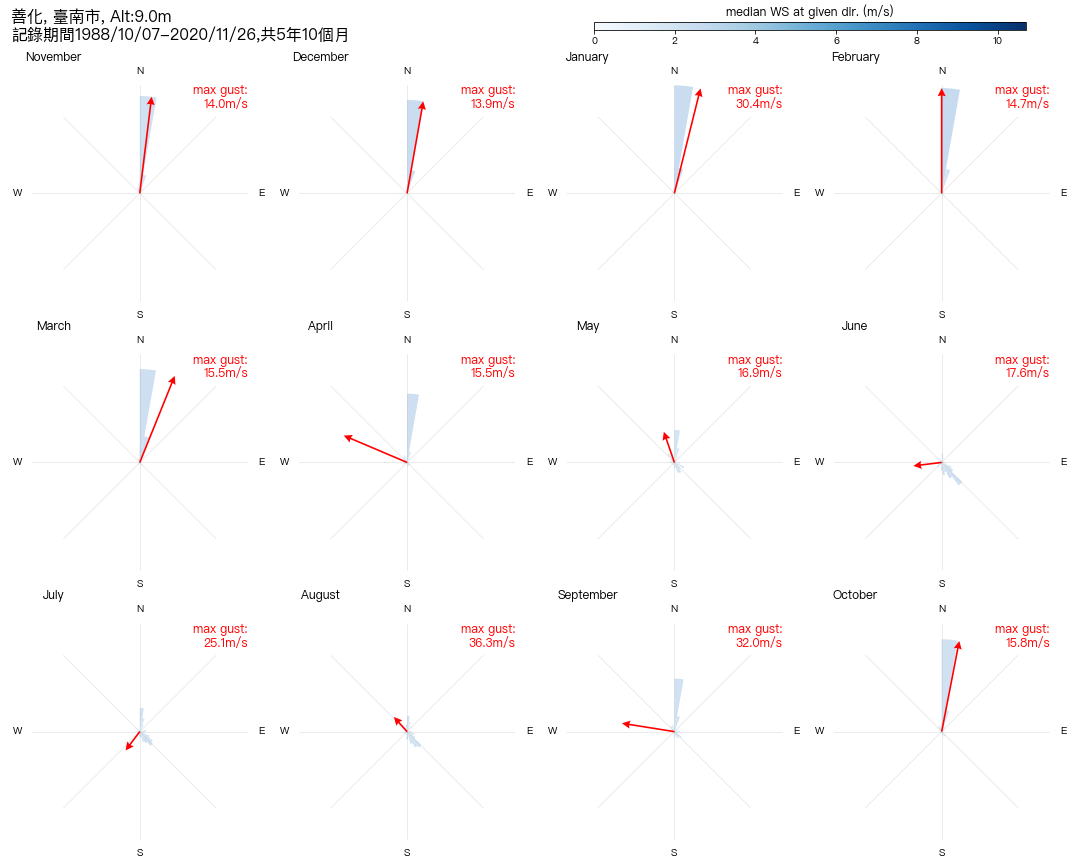 善化, 臺南市, Alt:9.0m
記錄期間1988/10/07-2020/11/26,共5年10個月
median WS at given dir. (m/s)
0 2 4 6 8 10
November
N
max gust:
14.0m/s
W E
S
December
N
max gust:
13.9m/s
W E
S
January
N
max gust:
30.4m/s
W E
S
February
N
max gust:
14.7m/s
W E
S
March
N
max gust:
15.5m/s
W E
S
April
N
max gust:
15.5m/s
W E
S
May
N
max gust:
16.9m/s
W E
S
June
N
max gust:
17.6m/s
W E
S
July
N
max gust:
25.1m/s
W E
S
August
N
max gust:
36.3m/s
W E
S
September
N
max gust:
32.0m/s
W E
S
October
N
max gust:
15.8m/s
W E
S